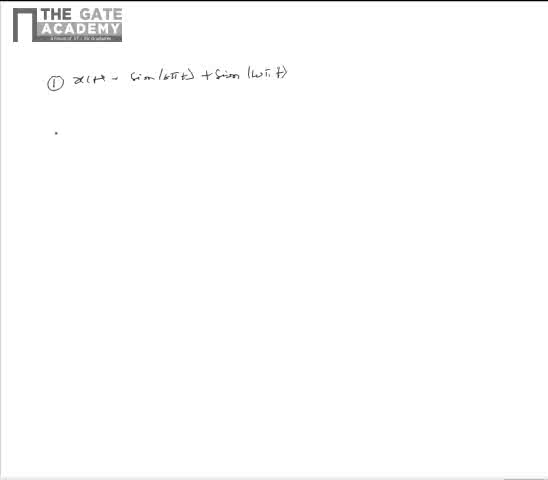 THE GATE
ACADEMY
① x(t) = Sin(6πt) + Sin(10πt)